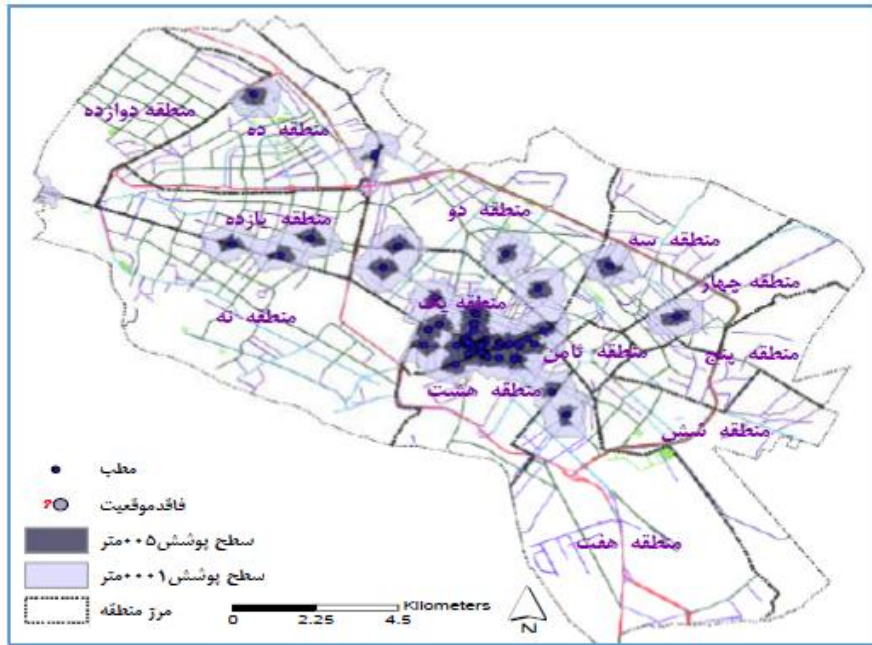 منطقه دوازده
منطقه ده
منطقه دو
منطقه یازده
منطقه سه
منطقه چهار
منطقه نه
منطقه یک
منطقه ثامن
منطقه پنج
منطقه هشت
منطقه شش
منطقه هفت
مطب
فاقدموقعیت
?
سطح پوشش۵۰۰متر
سطح پوشش۱۰۰۰متر
مرز منطقه
Kilometers
0 2.25 4.5
N